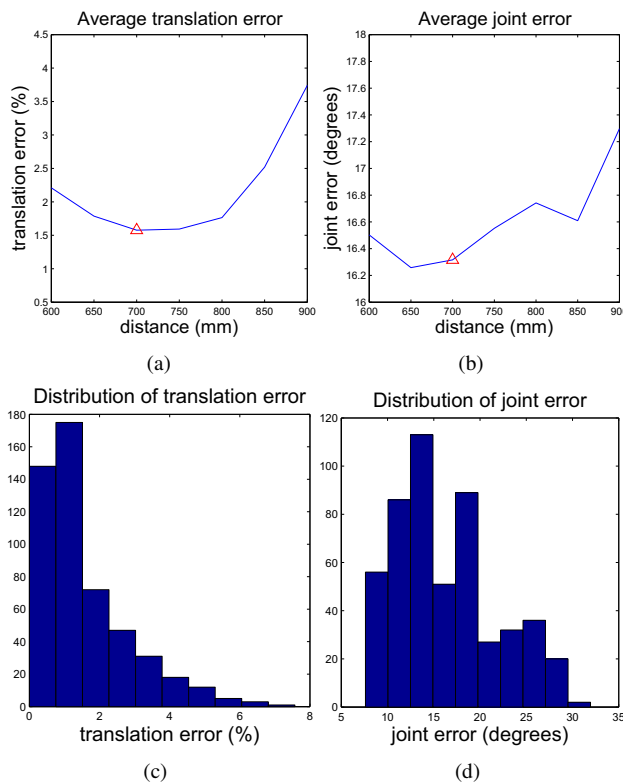 Average translation error
4.5
4
3.5
3
2.5
2
1.5
1
0.5
translation error (%)
600 650 700 750 800 850 900
distance (mm)
(a)
Average joint error
18
17.8
17.6
17.4
17.2
17
16.8
16.6
16.4
16.2
16
joint error (degrees)
600 650 700 750 800 850 900
distance (mm)
(b)
Distribution of translation error
180
160
140
120
100
80
60
40
20
0
0 2 4 6 8
translation error (%)
(c)
Distribution of joint error
120
100
80
60
40
20
0
5 10 15 20 25 30 35
joint error (degrees)
(d)